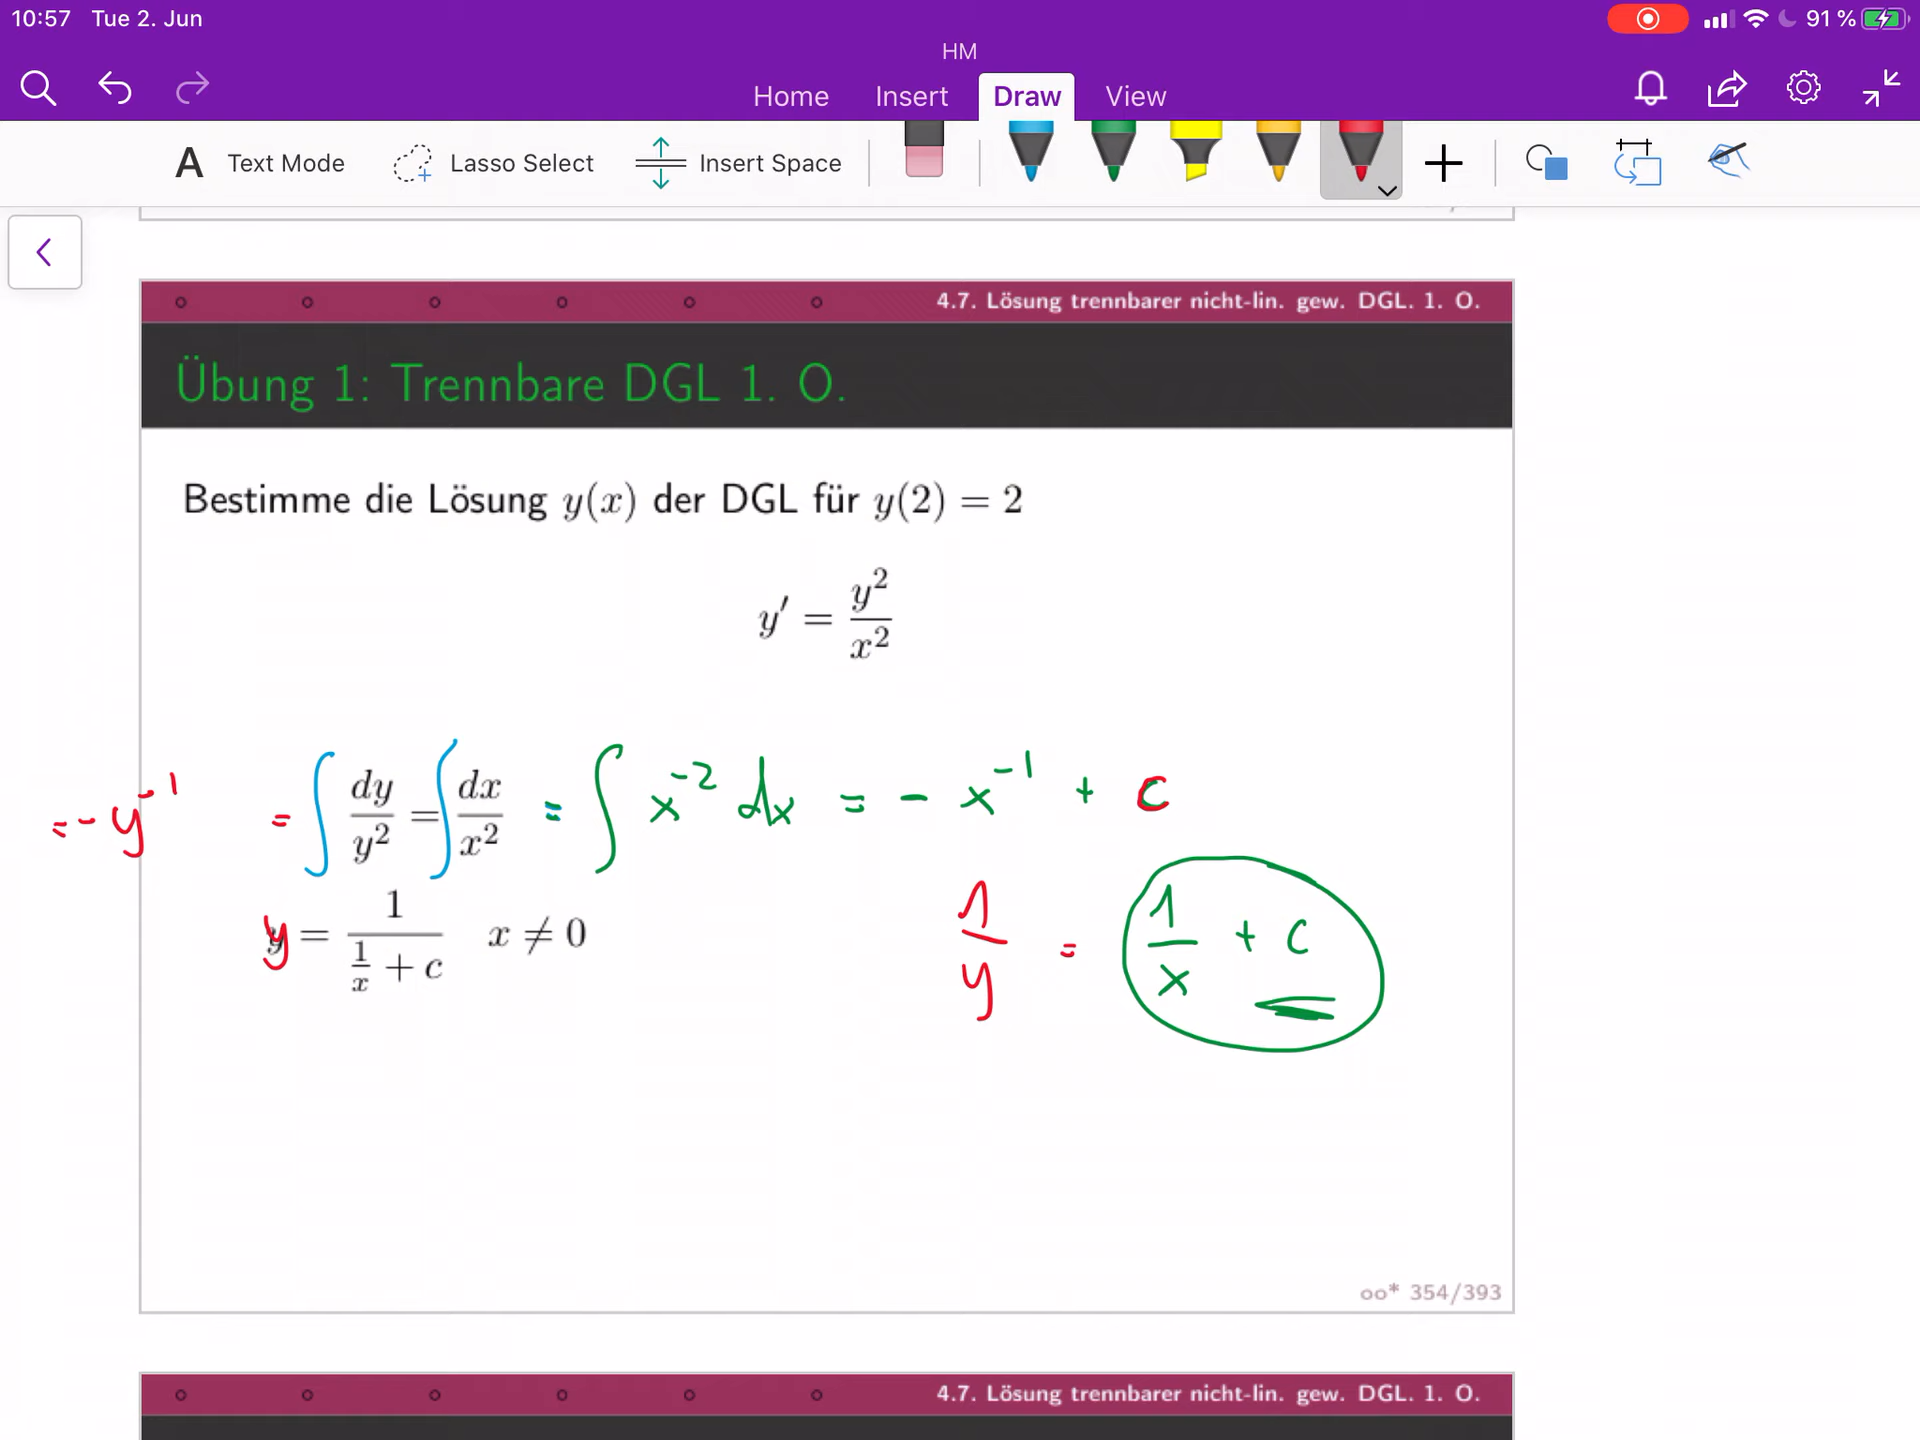 10:57 Tue 2. Jun 91 %
HM
Home Insert Draw View
A Text Mode Lasso Select Insert Space
4.7. Lösung trennbarer nicht-lin. gew. DGL. 1. O.
Übung 1: Trennbare DGL 1. O.
Bestimme die Lösung y(x) der DGL für y(2) = 2
y′ = y²/x²
= - y⁻¹ = ∫ dy/y² = ∫ dx/x² = ∫ x⁻² dx = - x⁻¹ + c
y = 1/(1/x + c) x ≠ 0 1/y = 1/x + c
oo* 354/393
4.7. Lösung trennbarer nicht-lin. gew. DGL. 1. O.